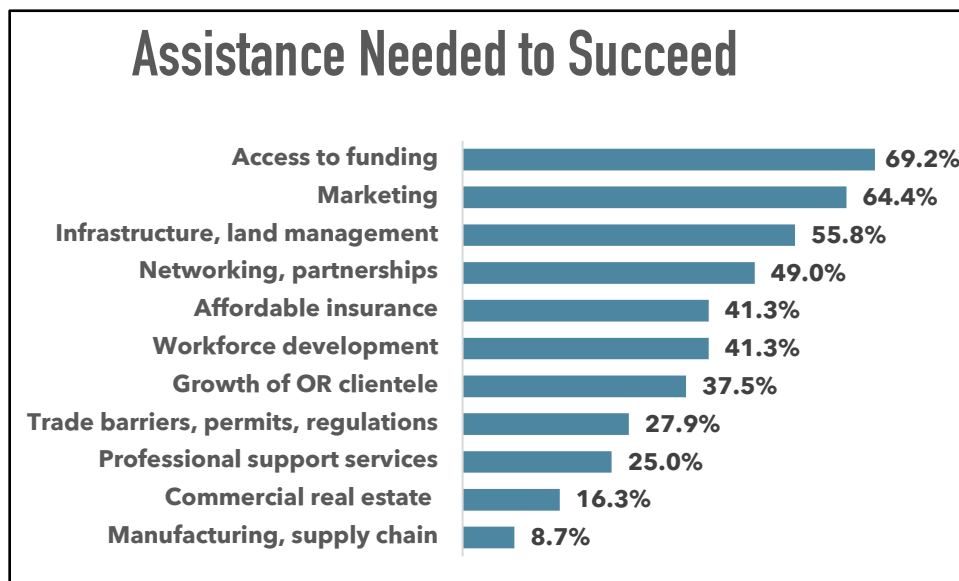 Assistance Needed to Succeed
Access to funding 69.2%
Marketing 64.4%
Infrastructure, land management 55.8%
Networking, partnerships 49.0%
Affordable insurance 41.3%
Workforce development 41.3%
Growth of OR clientele 37.5%
Trade barriers, permits, regulations 27.9%
Professional support services 25.0%
Commercial real estate 16.3%
Manufacturing, supply chain 8.7%